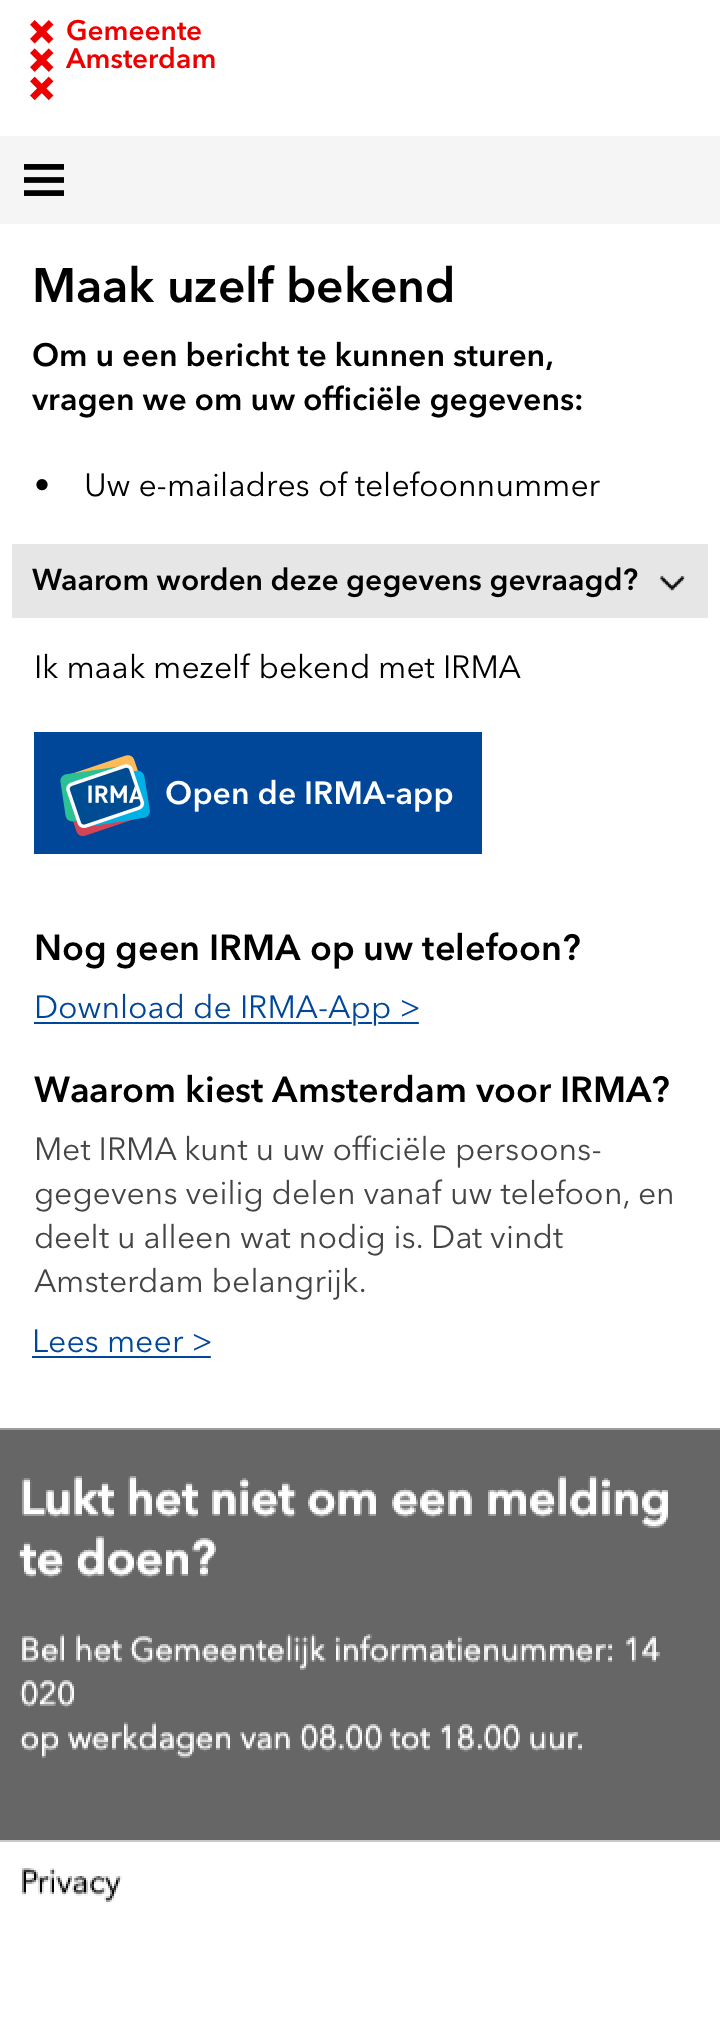 Gemeente
Amsterdam
Maak uzelf bekend
Om u een bericht te kunnen sturen,
vragen we om uw officiële gegevens:
• Uw e-mailadres of telefoonnummer
Waarom worden deze gegevens gevraagd?
Ik maak mezelf bekend met IRMA
IRMA Open de IRMA-app
Nog geen IRMA op uw telefoon?
Download de IRMA-App >
Waarom kiest Amsterdam voor IRMA?
Met IRMA kunt u uw officiële persoons-
gegevens veilig delen vanaf uw telefoon, en
deelt u alleen wat nodig is. Dat vindt
Amsterdam belangrijk.
Lees meer >
Lukt het niet om een melding
te doen?
Bel het Gemeentelijk informatienummer: 14
020
op werkdagen van 08.00 tot 18.00 uur.
Privacy